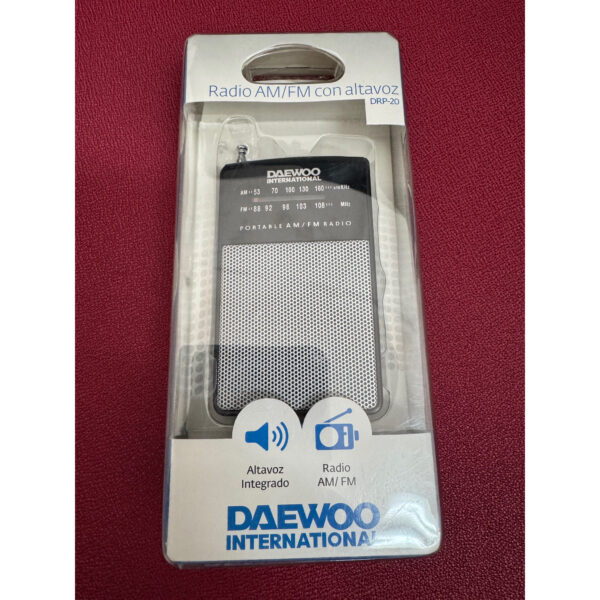 Radio AM/FM con altavoz
DRP-20
DAEWOO
INTERNATIONAL
AM 53 70 100 130 160
FM 88 92 98 103 108 MHz
PORTABLE AM/FM RADIO
Altavoz
Integrado
Radio
AM/ FM
DAEWOO
INTERNATIONAL